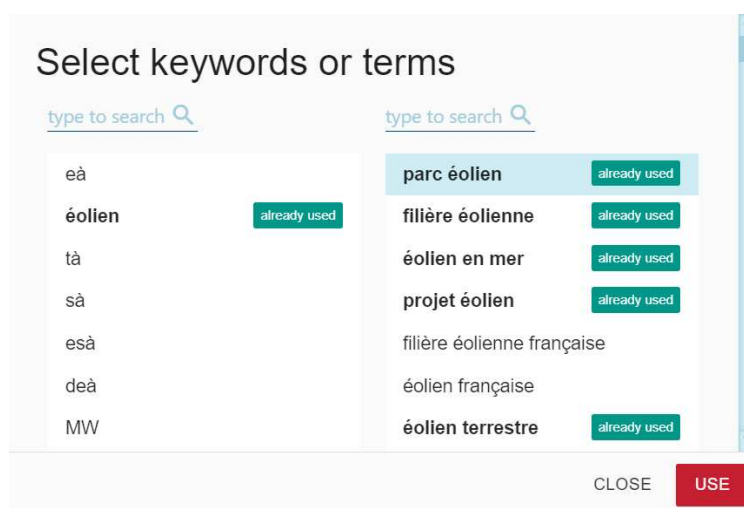 Select keywords or terms
type to search
type to search
eà
éolien already used
tà
sà
esà
deà
MW
parc éolien already used
filière éolienne already used
éolien en mer already used
projet éolien already used
filière éolienne française
éolien française
éolien terrestre already used
CLOSE USE